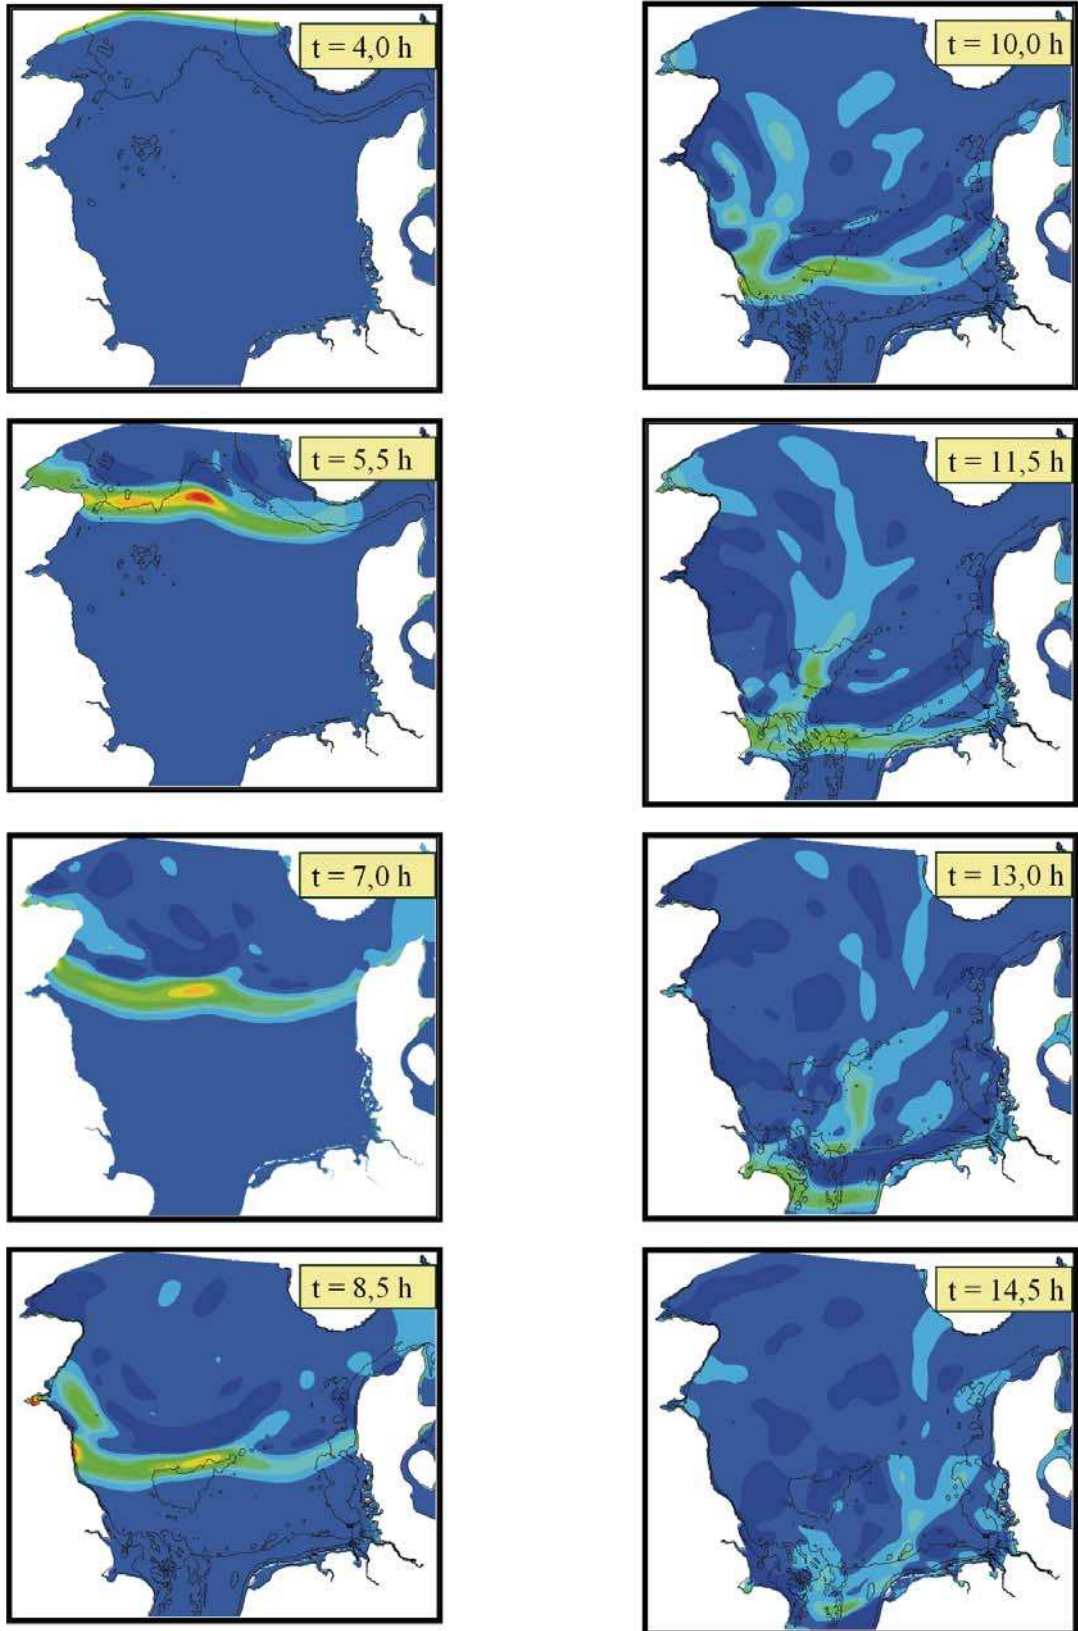 t = 4,0 h
t = 5,5 h
t = 7,0 h
t = 8,5 h
t = 10,0 h
t = 11,5 h
t = 13,0 h
t = 14,5 h